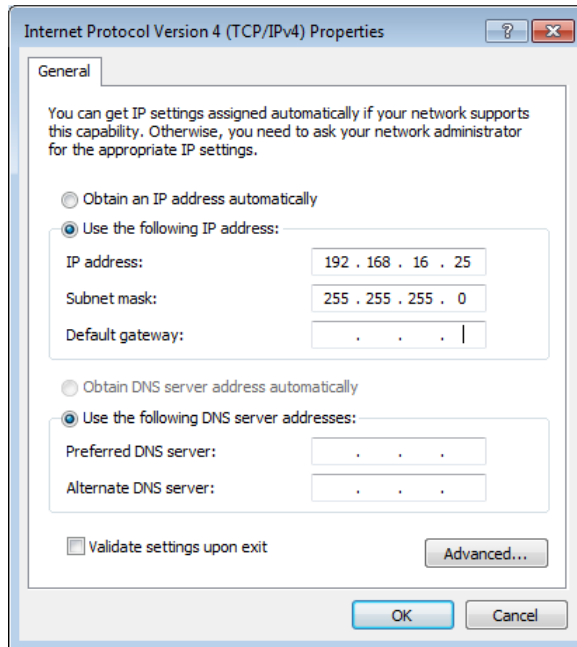 Internet Protocol Version 4 (TCP/IPv4) Properties
General
You can get IP settings assigned automatically if your network supports
this capability. Otherwise, you need to ask your network administrator
for the appropriate IP settings.
Obtain an IP address automatically
Use the following IP address:
IP address: 192 . 168 . 16 . 25
Subnet mask: 255 . 255 . 255 . 0
Default gateway: . . .
Obtain DNS server address automatically
Use the following DNS server addresses:
Preferred DNS server: . . .
Alternate DNS server: . . .
Validate settings upon exit
Advanced...
OK Cancel